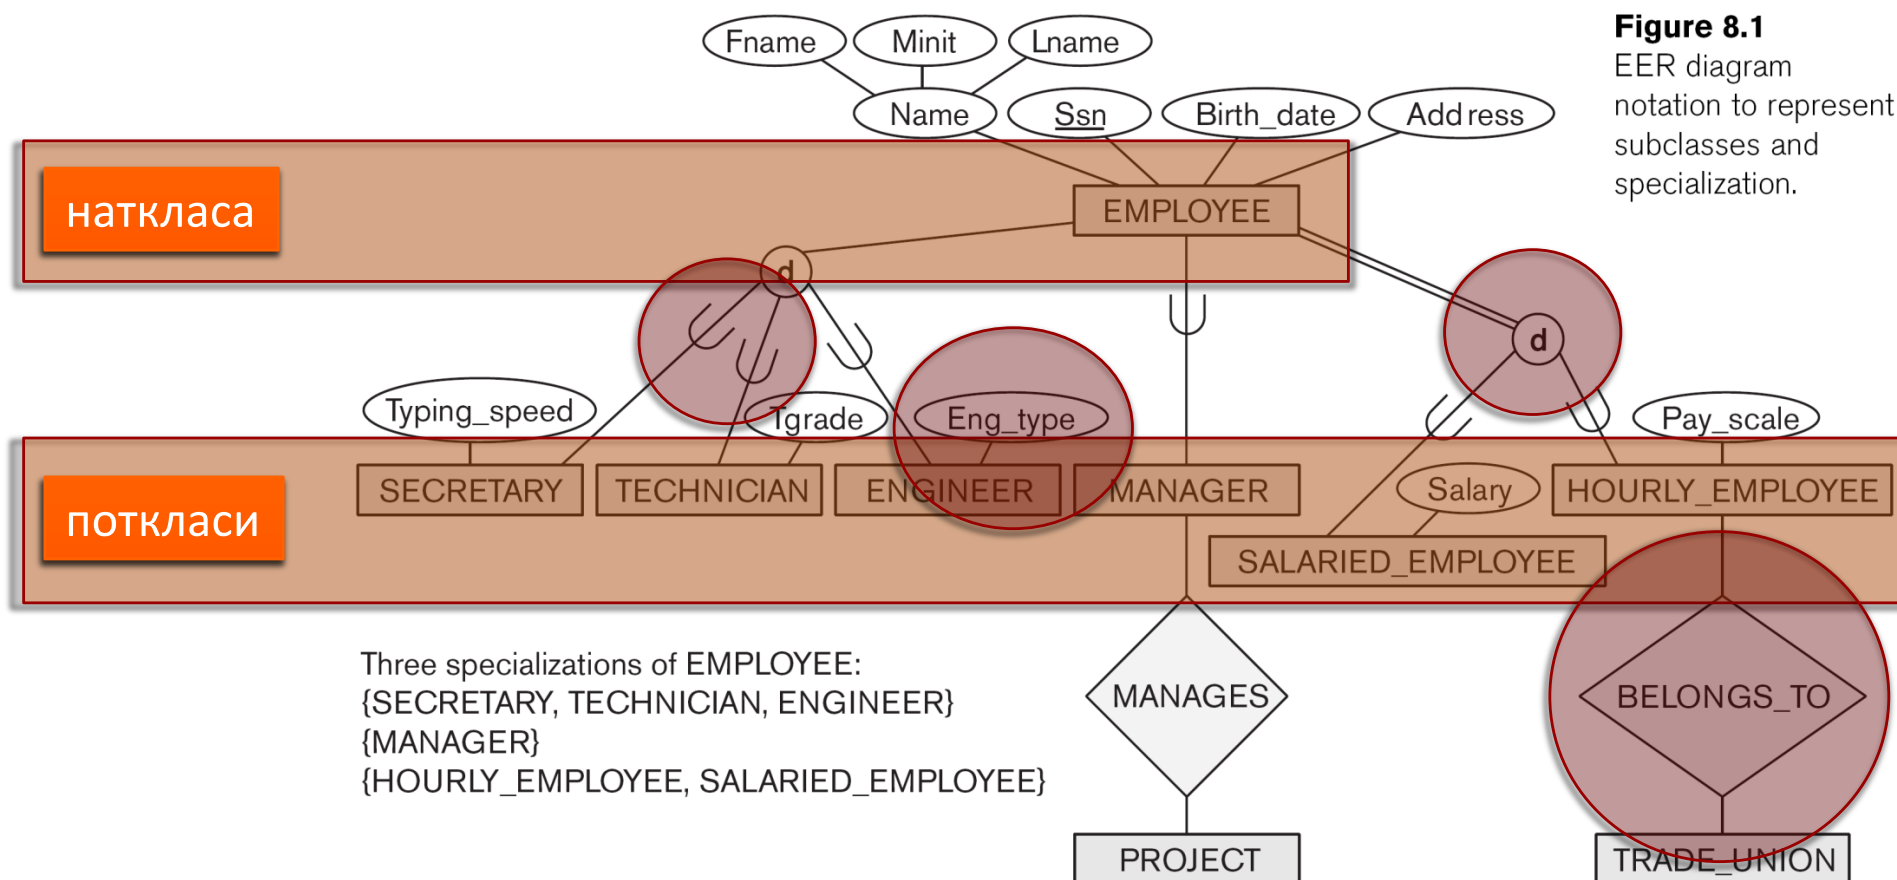 Figure 8.1
EER diagram
notation to represent
subclasses and
specialization.
Fname
Minit
Lname
Name
Ssn
Birth_date
Address
наткласа
EMPLOYEE
d
d
Typing_speed
Tgrade
Eng_type
Pay_scale
поткласи
SECRETARY
TECHNICIAN
ENGINEER
MANAGER
Salary
HOURLY_EMPLOYEE
SALARIED_EMPLOYEE
Three specializations of EMPLOYEE:
{SECRETARY, TECHNICIAN, ENGINEER}
{MANAGER}
{HOURLY_EMPLOYEE, SALARIED_EMPLOYEE}
MANAGES
BELONGS_TO
PROJECT
TRADE_UNION